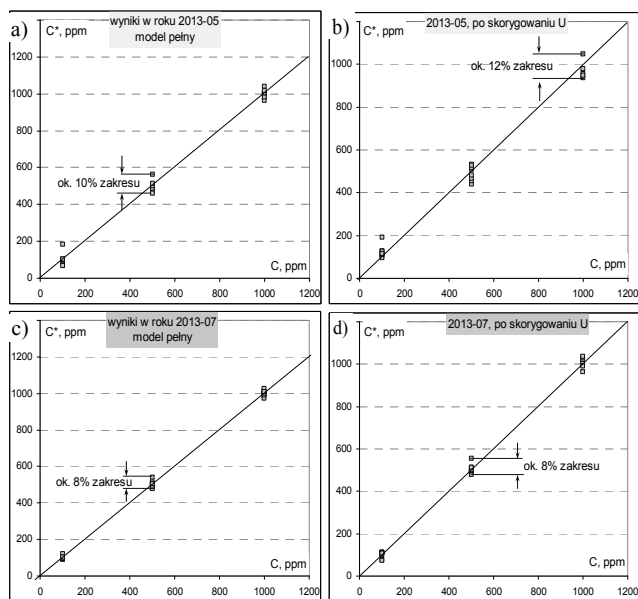 a)
C*, ppm
wyniki w roku 2013-05
model pełny
1200
1000
800
600
400
200
0
ok. 10% zakresu
C, ppm
0 200 400 600 800 1000 1200
b)
C*, ppm
2013-05, po skorygowaniu U
ok. 12% zakresu
1000
800
600
400
200
0
C, ppm
0 200 400 600 800 1000 1200
c)
C*, ppm
wyniki w roku 2013-07
model pełny
1200
1000
800
600
400
200
0
ok. 8% zakresu
C, ppm
0 200 400 600 800 1000 1200
d)
C*, ppm
2013-07, po skorygowaniu U
1000
800
600
400
200
0
ok. 8% zakresu
C, ppm
0 200 400 600 800 1000 1200